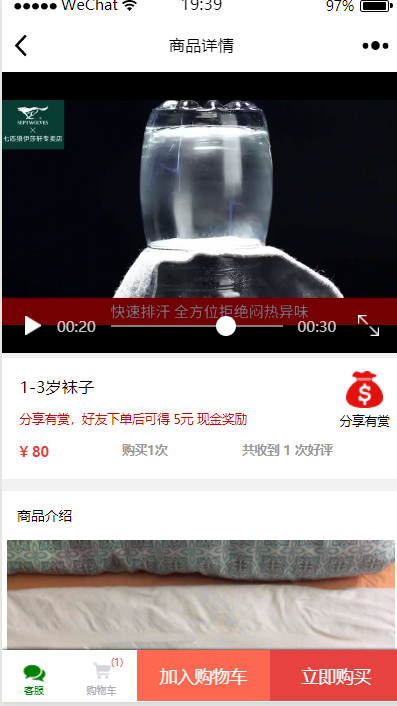 WeChat 19:39 97%
商品详情
SEPTWOLVES
×
七匹狼伊莎轩专卖店
快速排汗 全方位拒绝闷热异味
00:20 00:30
1-3岁袜子
分享有赏，好友下单后可得 5元 现金奖励
分享有赏
¥ 80 购买1次 共收到 1 次好评
商品介绍
客服 购物车 (1) 加入购物车 立即购买